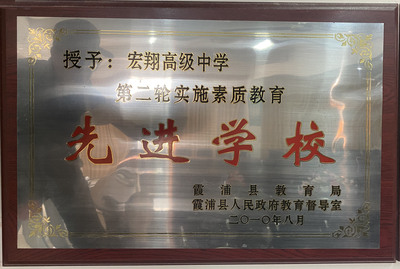 授予：宏翔高级中学
第二轮实施素质教育
先进学校
霞浦县教育局
霞浦县人民政府教育督导室
二〇一〇年八月